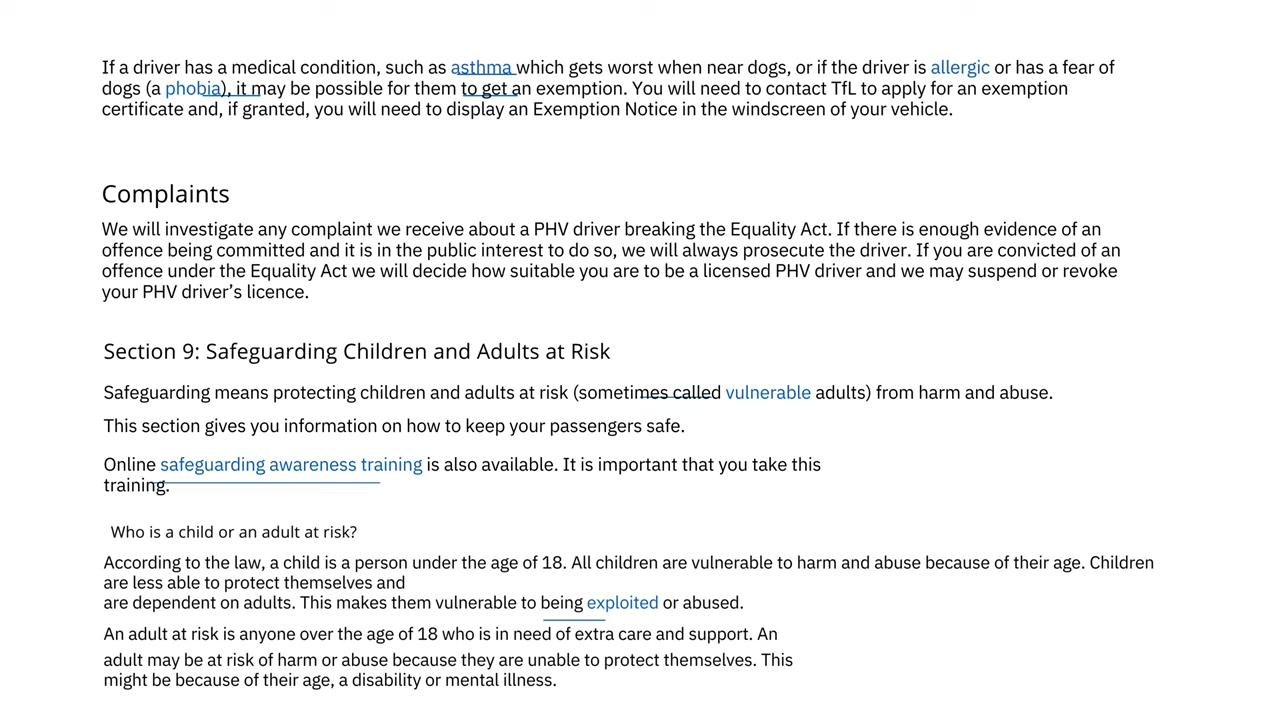 If a driver has a medical condition, such as asthma which gets worst when near dogs, or if the driver is allergic or has a fear of
dogs (a phobia), it may be possible for them to get an exemption. You will need to contact TfL to apply for an exemption
certificate and, if granted, you will need to display an Exemption Notice in the windscreen of your vehicle.
Complaints
We will investigate any complaint we receive about a PHV driver breaking the Equality Act. If there is enough evidence of an
offence being committed and it is in the public interest to do so, we will always prosecute the driver. If you are convicted of an
offence under the Equality Act we will decide how suitable you are to be a licensed PHV driver and we may suspend or revoke
your PHV driver’s licence.
Section 9: Safeguarding Children and Adults at Risk
Safeguarding means protecting children and adults at risk (sometimes called vulnerable adults) from harm and abuse.
This section gives you information on how to keep your passengers safe.
Online safeguarding awareness training is also available. It is important that you take this
training.
Who is a child or an adult at risk?
According to the law, a child is a person under the age of 18. All children are vulnerable to harm and abuse because of their age. Children
are less able to protect themselves and
are dependent on adults. This makes them vulnerable to being exploited or abused.
An adult at risk is anyone over the age of 18 who is in need of extra care and support. An
adult may be at risk of harm or abuse because they are unable to protect themselves. This
might be because of their age, a disability or mental illness.